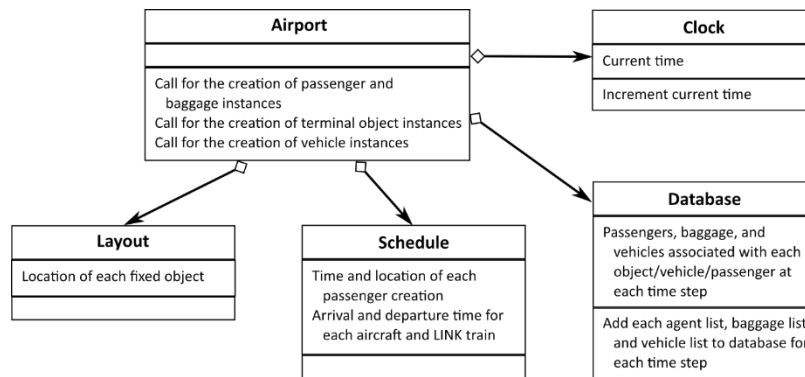 Airport
Call for the creation of passenger and
baggage instances
Call for the creation of terminal object instances
Call for the creation of vehicle instances
Clock
Current time
Increment current time
Layout
Location of each fixed object
Schedule
Time and location of each
passenger creation
Arrival and departure time for
each aircraft and LINK train
Database
Passengers, baggage, and
vehicles associated with each
object/vehicle/passenger at
each time step
Add each agent list, baggage list
and vehicle list to database for
each time step